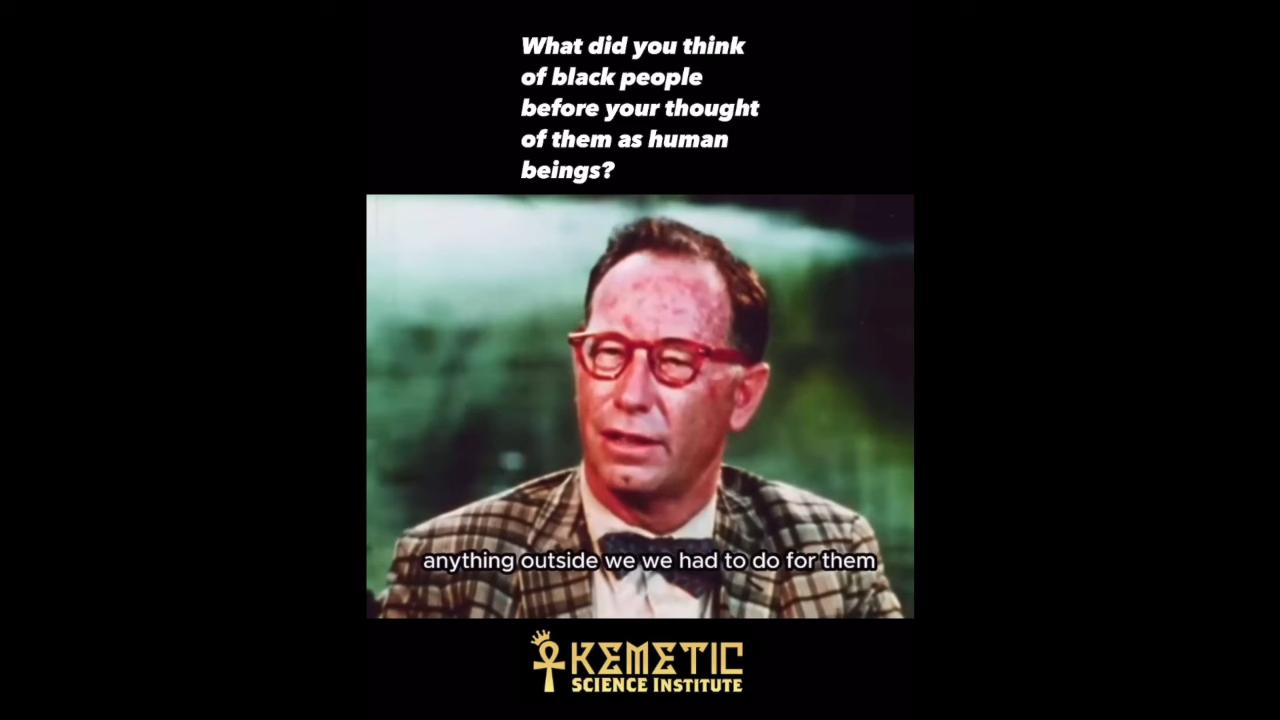 What did you think
of black people
before your thought
of them as human
beings?
anything outside we we had to do for them
KEMETIC
SCIENCE INSTITUTE